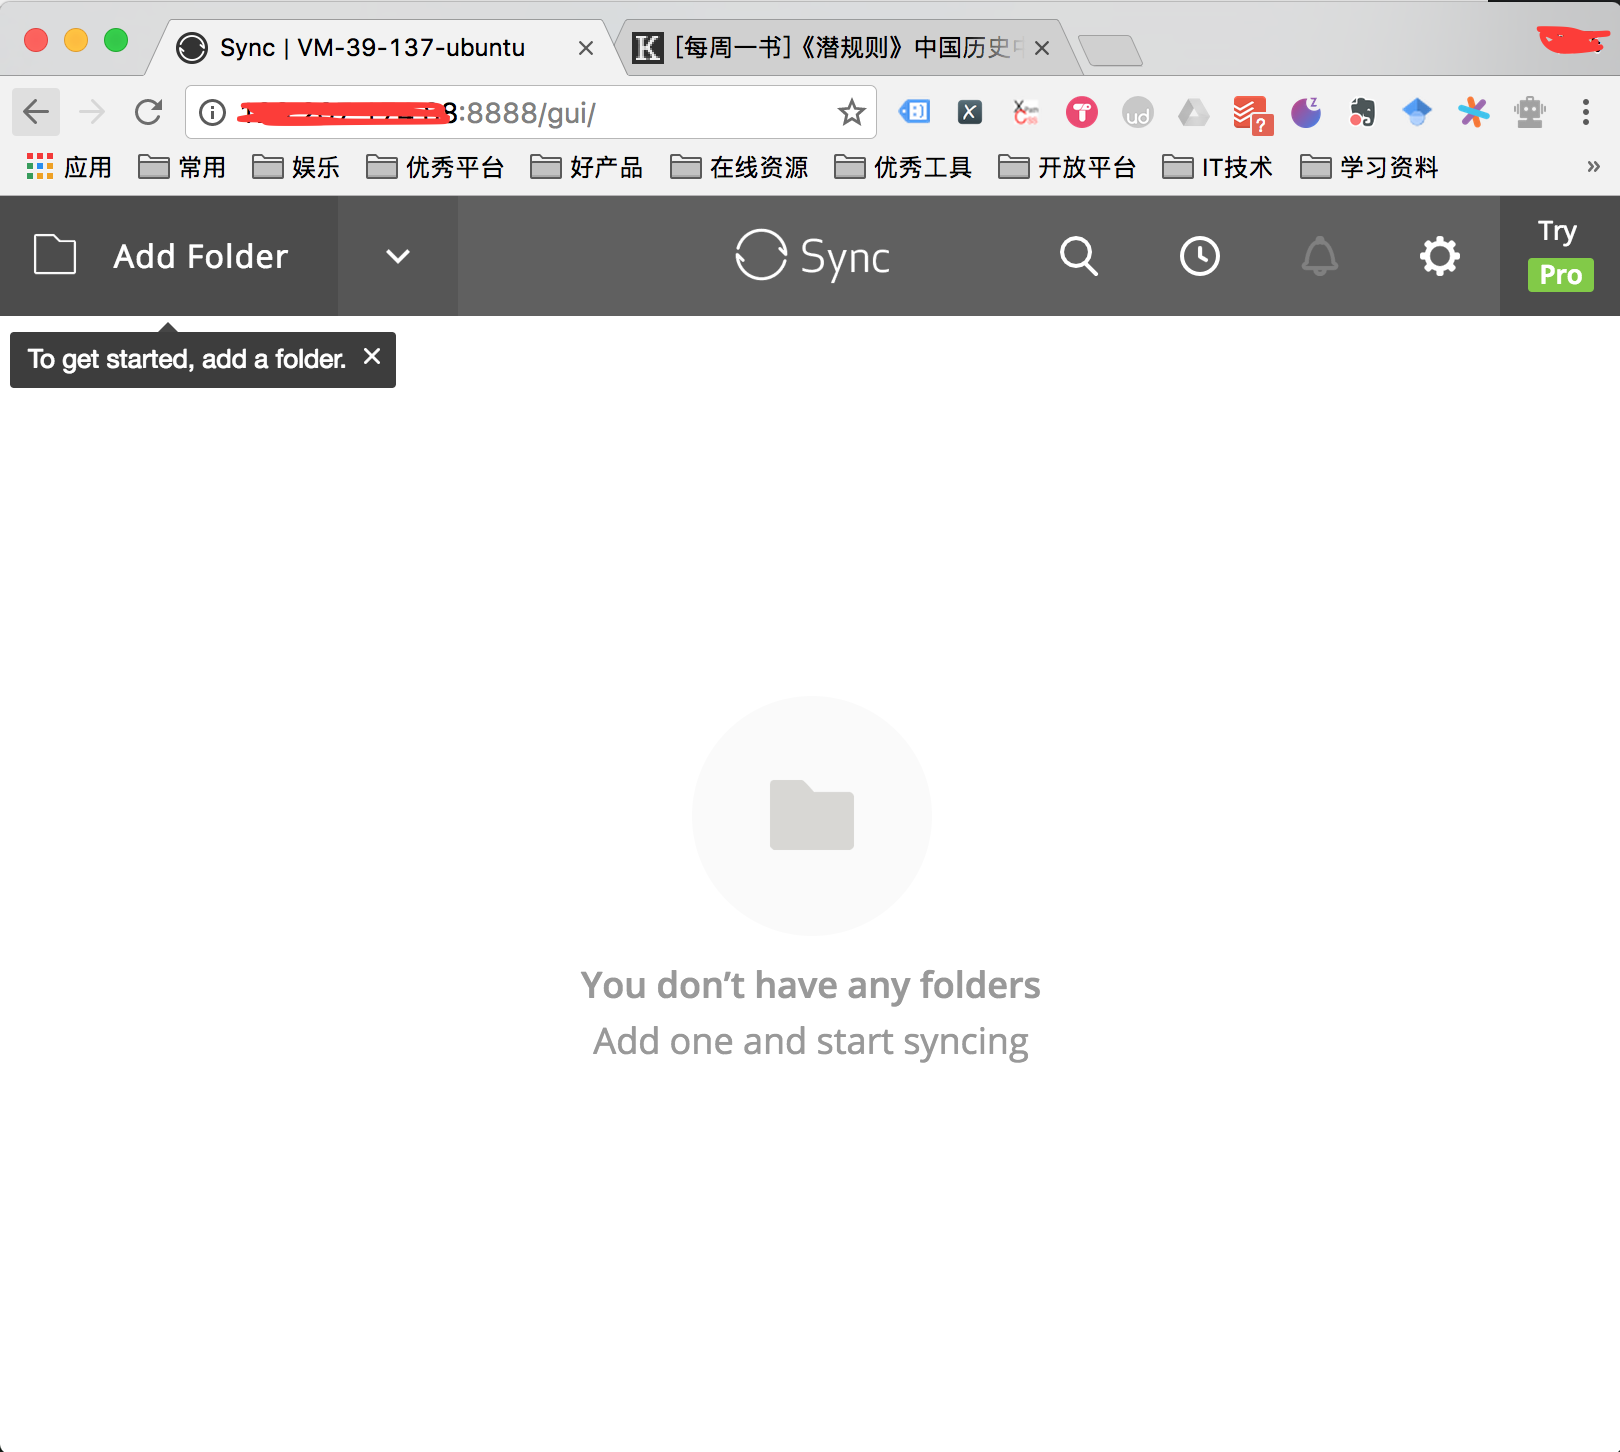 Sync | VM-39-137-ubuntu
[每周一书]《潜规则》中国历史
:8888/gui/
应用 常用 娱乐 优秀平台 好产品 在线资源 优秀工具 开放平台 IT技术 学习资料 »
Add Folder
Sync
Try
Pro
To get started, add a folder.
You don’t have any folders
Add one and start syncing